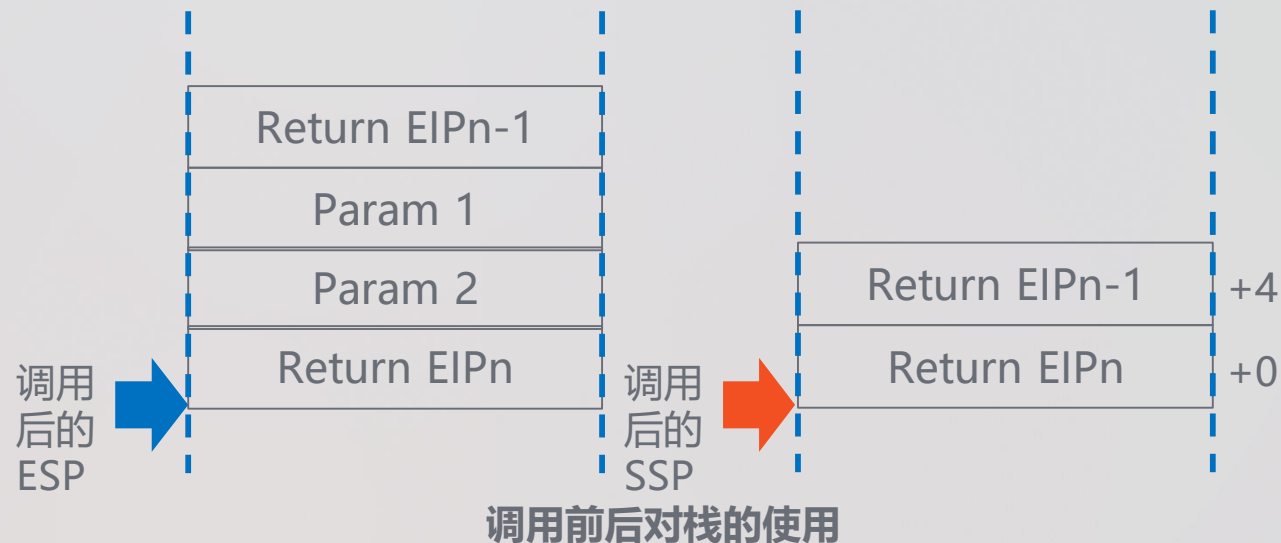 Return EIPn-1
Param 1
Param 2
Return EIPn
调用
后的
ESP
Return EIPn-1
+4
Return EIPn
+0
调用
后的
SSP
调用前后对栈的使用